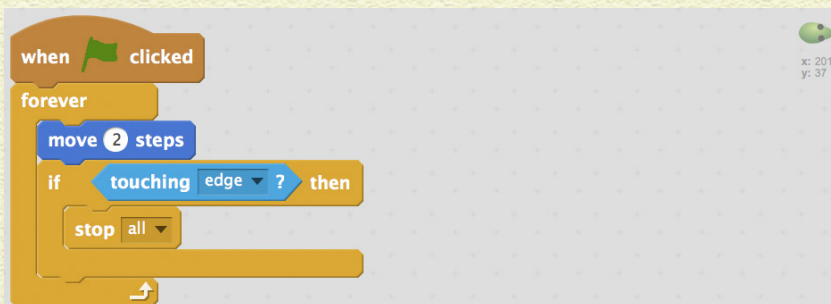 when clicked
x: 201
y: 37
forever
move 2 steps
if touching edge ? then
stop all